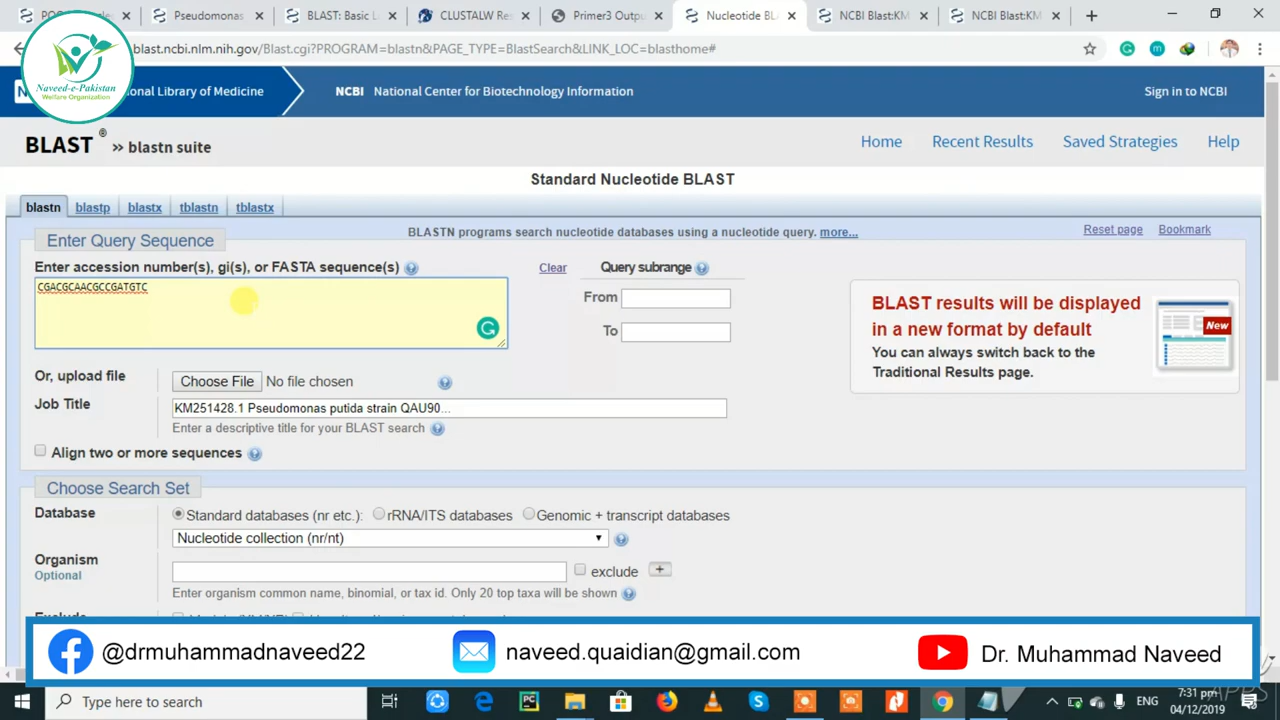 Pseudomonas
BLAST: Basic L
CLUSTALW Re
Primer3 Outpu
Nucleotide BL
NCBI Blast:KM
NCBI Blast:KM
blast.ncbi.nlm.nih.gov/Blast.cgi?PROGRAM=blastn&PAGE_TYPE=BlastSearch&LINK_LOC=blasthome#
Naveed-e-Pakistan
Welfare Organization
onal Library of Medicine
NCBI National Center for Biotechnology Information
Sign in to NCBI
BLAST ® » blastn suite
Home
Recent Results
Saved Strategies
Help
Standard Nucleotide BLAST
blastn
blastp
blastx
tblastn
tblastx
BLASTN programs search nucleotide databases using a nucleotide query. more...
Reset page
Bookmark
Enter Query Sequence
Enter accession number(s), gi(s), or FASTA sequence(s)
Clear
Query subrange
CGACGCAACGCCGATGTC
From
To
BLAST results will be displayed
in a new format by default
You can always switch back to the
Traditional Results page.
New
Or, upload file
Choose File No file chosen
Job Title
KM251428.1 Pseudomonas putida strain QAU90...
Enter a descriptive title for your BLAST search
Align two or more sequences
Choose Search Set
Database
Standard databases (nr etc.):
rRNA/ITS databases
Genomic + transcript databases
Nucleotide collection (nr/nt)
Organism
Optional
exclude
+
Enter organism common name, binomial, or tax id. Only 20 top taxa will be shown
@drmuhammadnaveed22
naveed.quaidian@gmail.com
Dr. Muhammad Naveed
Type here to search
ENG
7:31 pm
04/12/2019
APPS